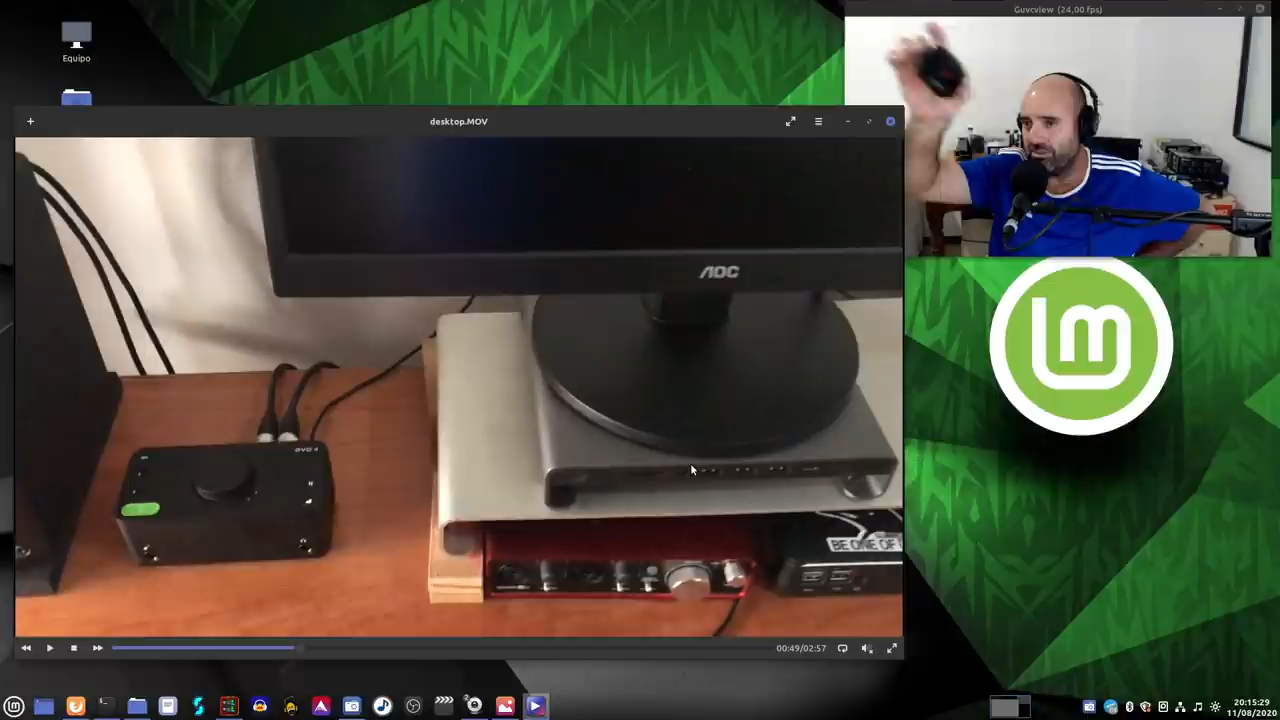 Equipo
Guvcview (24,00 fps)
desktop.MOV
AOC
evo 4
BE ONE OF
00:49/02:57
lm
20:15:29
11/08/2020